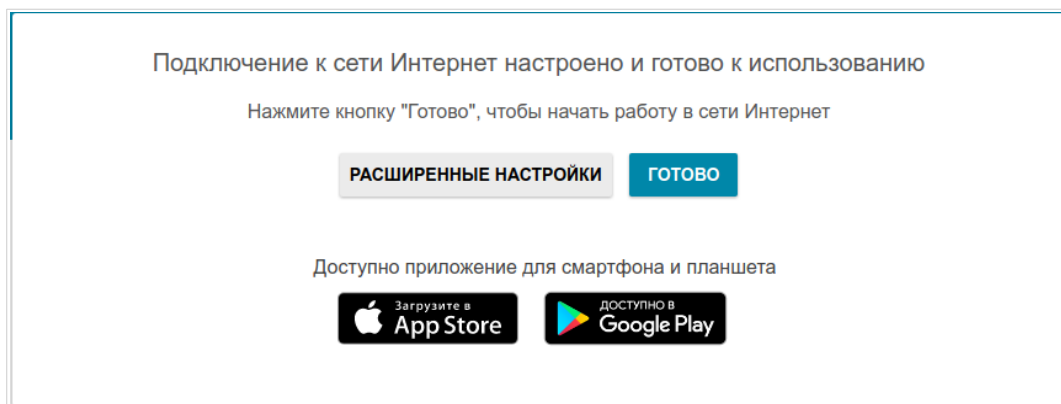 Подключение к сети Интернет настроено и готово к использованию
Нажмите кнопку "Готово", чтобы начать работу в сети Интернет
РАСШИРЕННЫЕ НАСТРОЙКИ ГОТОВО
Доступно приложение для смартфона и планшета
Загрузите в
App Store
ДОСТУПНО В
Google Play